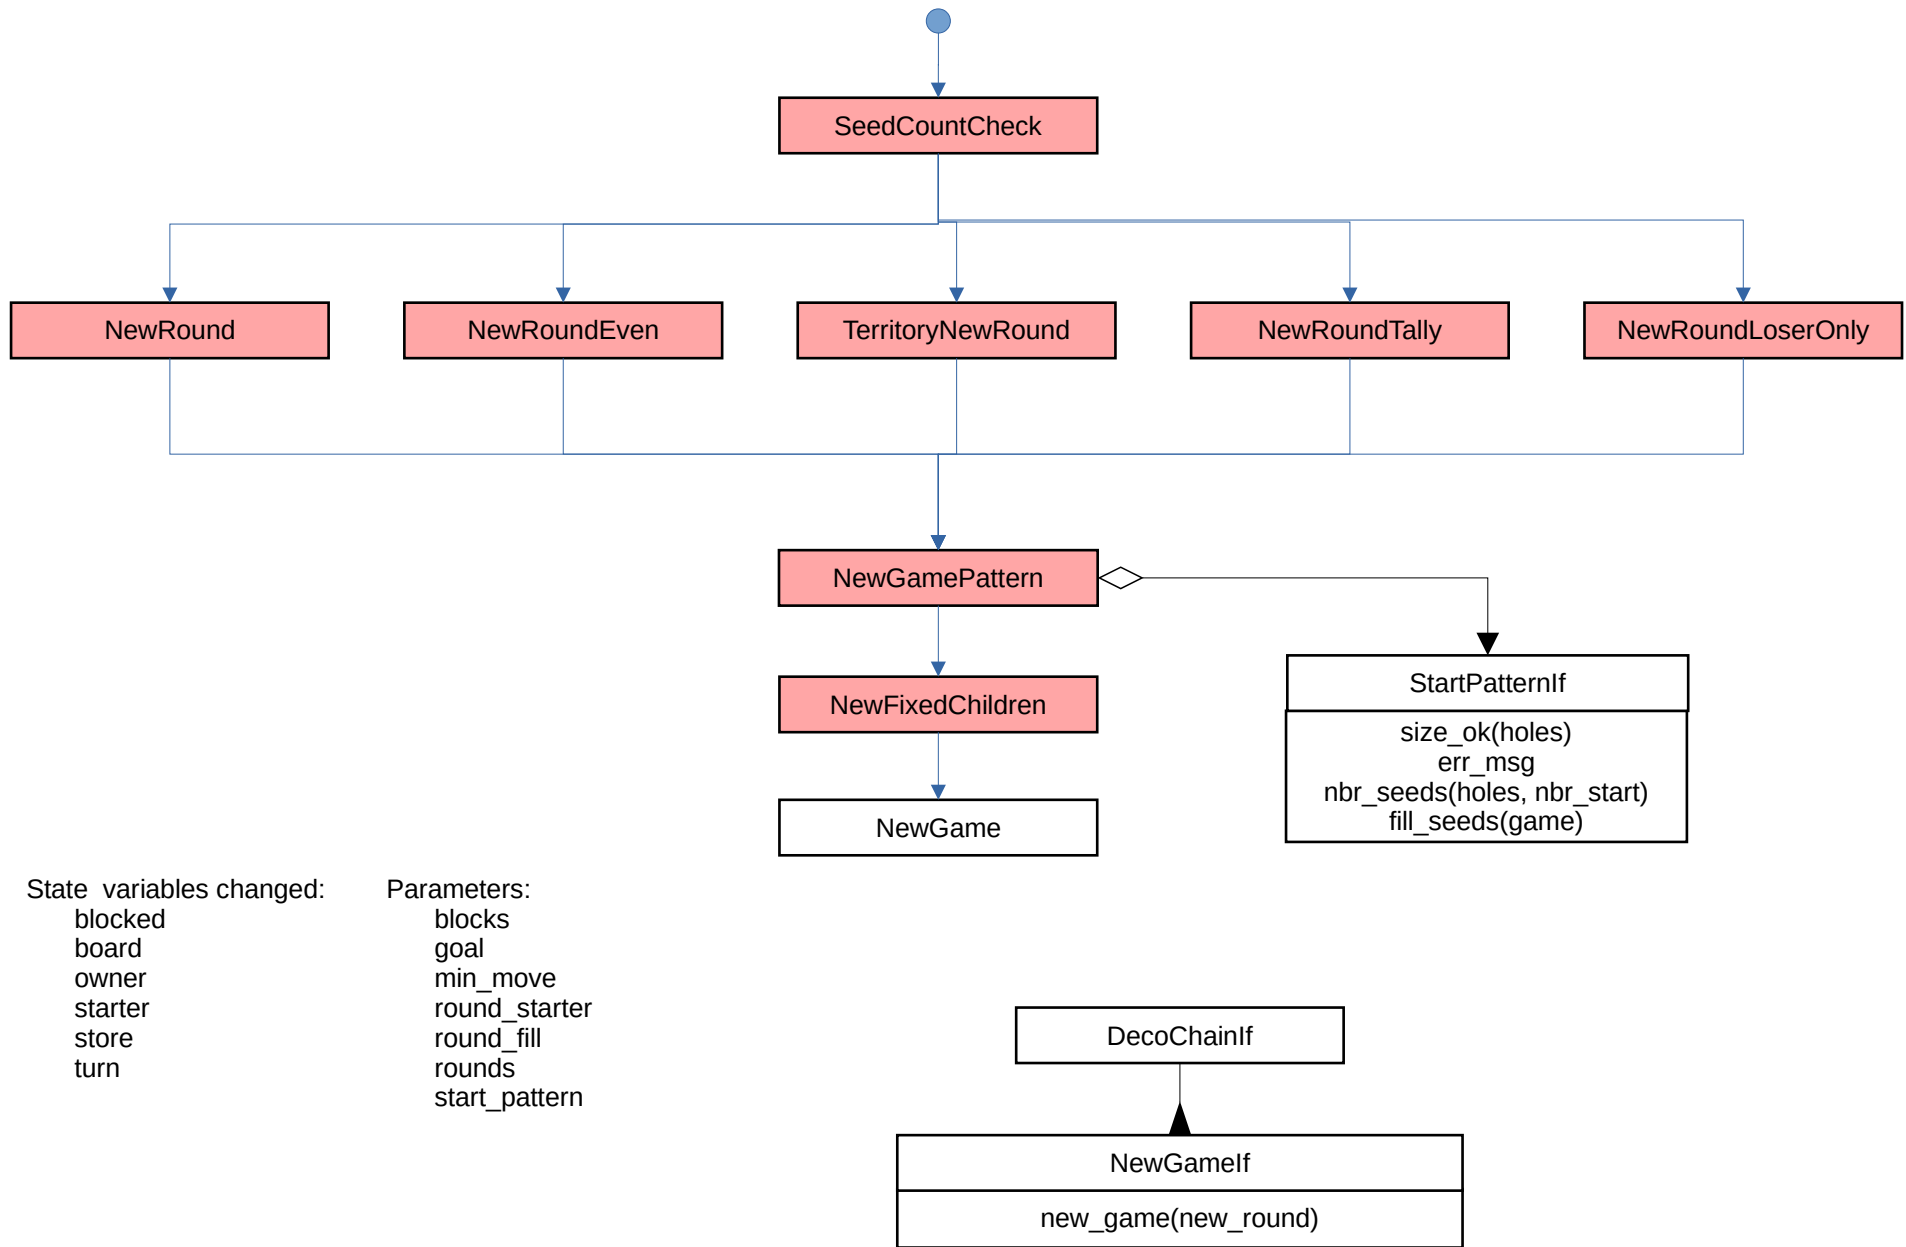 SeedCountCheck
NewRound
NewRoundEven
TerritoryNewRound
NewRoundTally
NewRoundLoserOnly
NewGamePattern
StartPatternIf
size_ok(holes)
err_msg
nbr_seeds(holes, nbr_start)
fill_seeds(game)
NewFixedChildren
NewGame
State  variables changed:
blocked
board
owner
starter
store
turn
Parameters:
blocks
goal
min_move
round_starter
round_fill
rounds
start_pattern
DecoChainIf
NewGameIf
new_game(new_round)